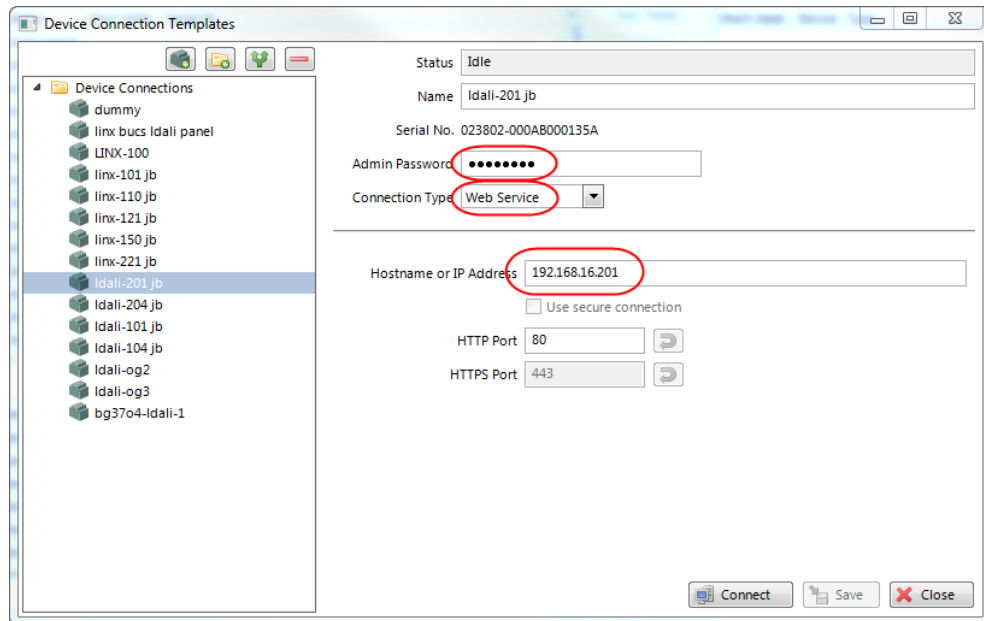 Device Connection Templates
Device Connections
dummy
linx bucs ldali panel
LINX-100
linx-101 jb
linx-110 jb
linx-121 jb
linx-150 jb
linx-221 jb
ldali-201 jb
ldali-204 jb
ldali-101 jb
ldali-104 jb
ldali-og2
ldali-og3
bg37o4-ldali-1
Status Idle
Name ldali-201 jb
Serial No. 023802-000AB000135A
Admin Password ●●●●●●●●
Connection Type Web Service
Hostname or IP Address 192.168.16.201
Use secure connection
HTTP Port 80
HTTPS Port 443
Connect Save Close